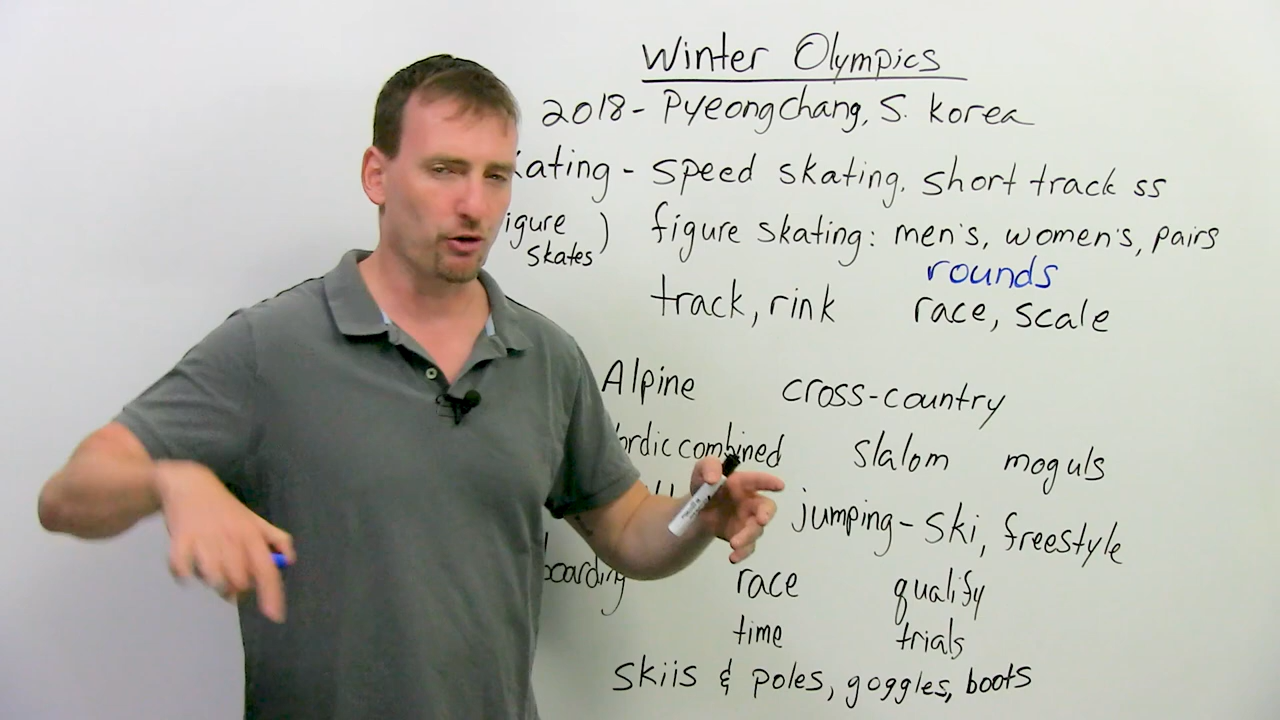 Winter Olympics
2018 - Pyeongchang, S. Korea
kating - speed skating. short track ss
igure skates) figure skating: men's, women's, pairs
rounds
track, rink race, scale
Alpine cross-country
ordic combined slalom moguls
jumping - ski, freestyle
boarding race qualify
time trials
skiis & poles, goggles, boots